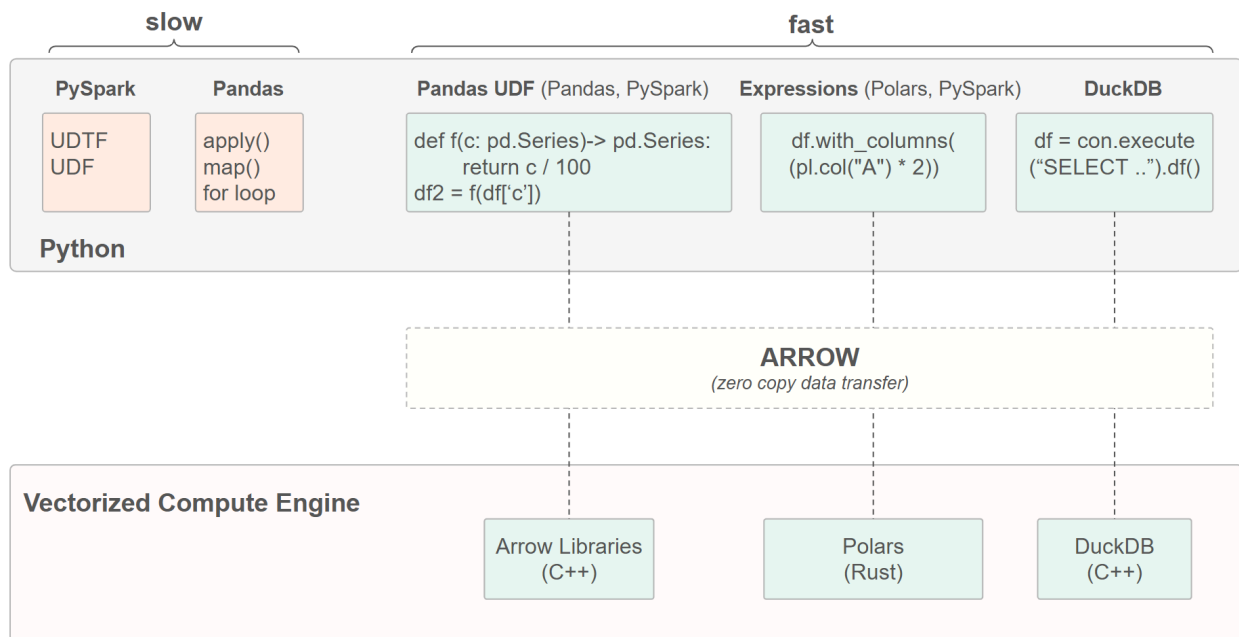 slow
fast
PySpark
Pandas
Pandas UDF (Pandas, PySpark)
Expressions (Polars, PySpark)
DuckDB
UDTF
UDF
apply()
map()
for loop
def f(c: pd.Series)-> pd.Series:
return c / 100
df2 = f(df[‘c’])
df.with_columns(
(pl.col("A") * 2))
df = con.execute
(“SELECT ..”).df()
Python
ARROW
(zero copy data transfer)
Vectorized Compute Engine
Arrow Libraries
(C++)
Polars
(Rust)
DuckDB
(C++)